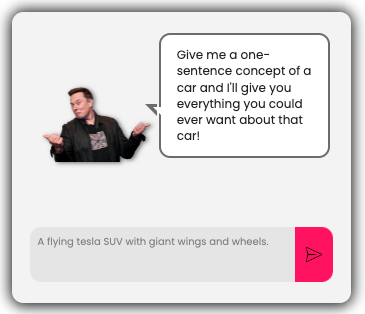 Give me a one-
sentence concept of a
car and I'll give you
everything you could
ever want about that
car!
A flying tesla SUV with giant wings and wheels.